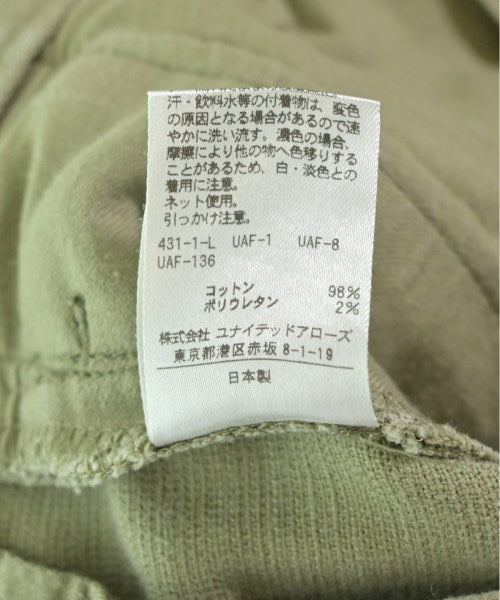 汗・飲料水等の付着物は、変色
の原因となる場合があるので速
やかに洗い流す。濃色の場合、
摩擦により他の物へ色移りする
ことがあるため、白・淡色との
着用に注意。
ネット使用。
引っかけ注意。
431-1-L UAF-1 UAF-8
UAF-136
コットン 98%
ポリウレタン 2%
株式会社 ユナイテッドアローズ
東京都港区赤坂 8-1-19
日本製